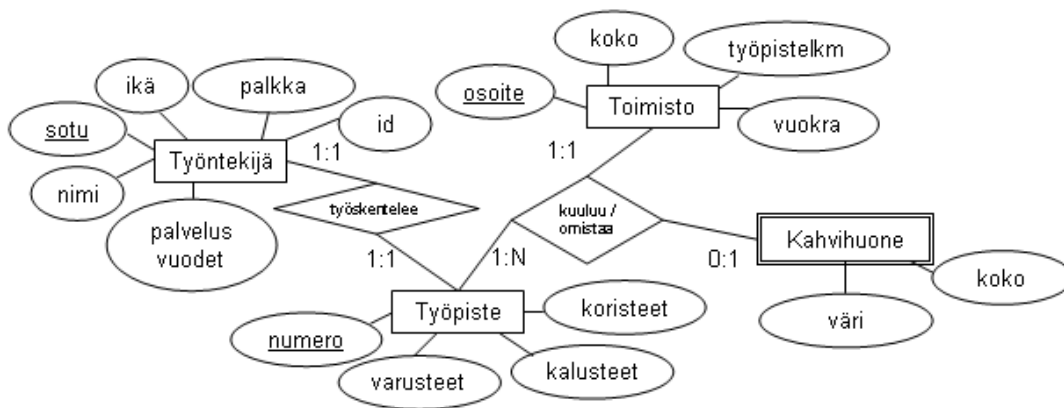 koko
työpistelkm
ikä
palkka
osoite
Toimisto
sotu
id
vuokra
Työntekijä
1:1
1:1
nimi
työskentelee
kuuluu /
omistaa
Kahvihuone
palvelus
vuodet
1:1
1:N
0:1
koko
Työpiste
koristeet
väri
numero
varusteet
kalusteet